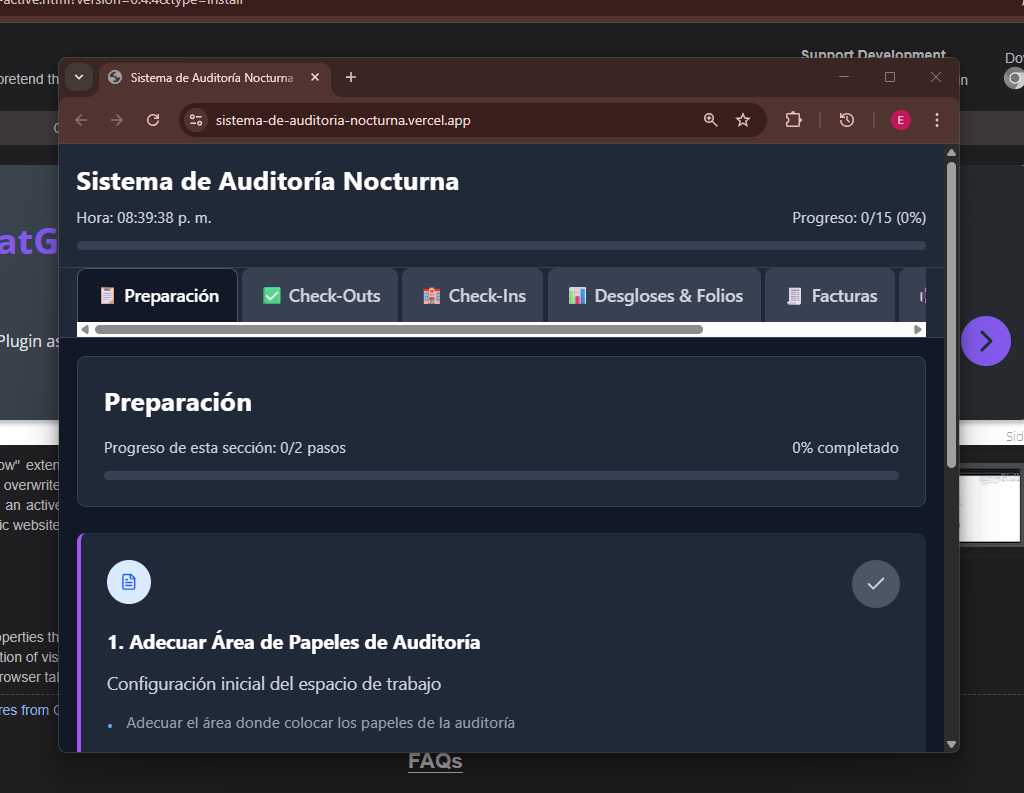 -active.html?version=0.4.4&type=install
Support Development
pretend th
Sistema de Auditoría Nocturna
sistema-de-auditoria-nocturna.vercel.app
E
Sistema de Auditoría Nocturna
Hora: 08:39:38 p. m.
Progreso: 0/15 (0%)
Preparación
Check-Outs
Check-Ins
Desgloses & Folios
Facturas
atG
Plugin as
Preparación
Progreso de esta sección: 0/2 pasos
0% completado
Sid
ow" exten
overwrite
an active
ic website
1. Adecuar Área de Papeles de Auditoría
Configuración inicial del espacio de trabajo
Adecuar el área donde colocar los papeles de la auditoría
operties th
tion of vis
rowser tal
res from G
FAQs